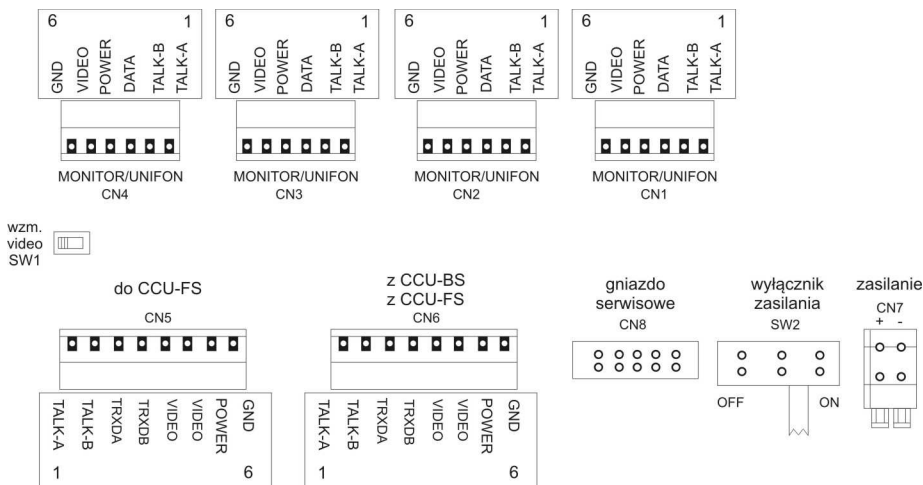 6 1
GND VIDEO POWER DATA TALK-B TALK-A
MONITOR/UNIFON
CN4
6 1
GND VIDEO POWER DATA TALK-B TALK-A
MONITOR/UNIFON
CN3
6 1
GND VIDEO POWER DATA TALK-B TALK-A
MONITOR/UNIFON
CN2
6 1
GND VIDEO POWER DATA TALK-B TALK-A
MONITOR/UNIFON
CN1
wzm.
video
SW1
do CCU-FS
CN5
TALK-A TALK-B TRXDA TRXDB VIDEO VIDEO POWER GND
1 6
z CCU-BS
z CCU-FS
CN6
TALK-A TALK-B TRXDA TRXDB VIDEO VIDEO POWER GND
1 6
gniazdo
serwisowe
CN8
wyłącznik
zasilania
SW2
OFF ON
zasilanie
CN7
+ -